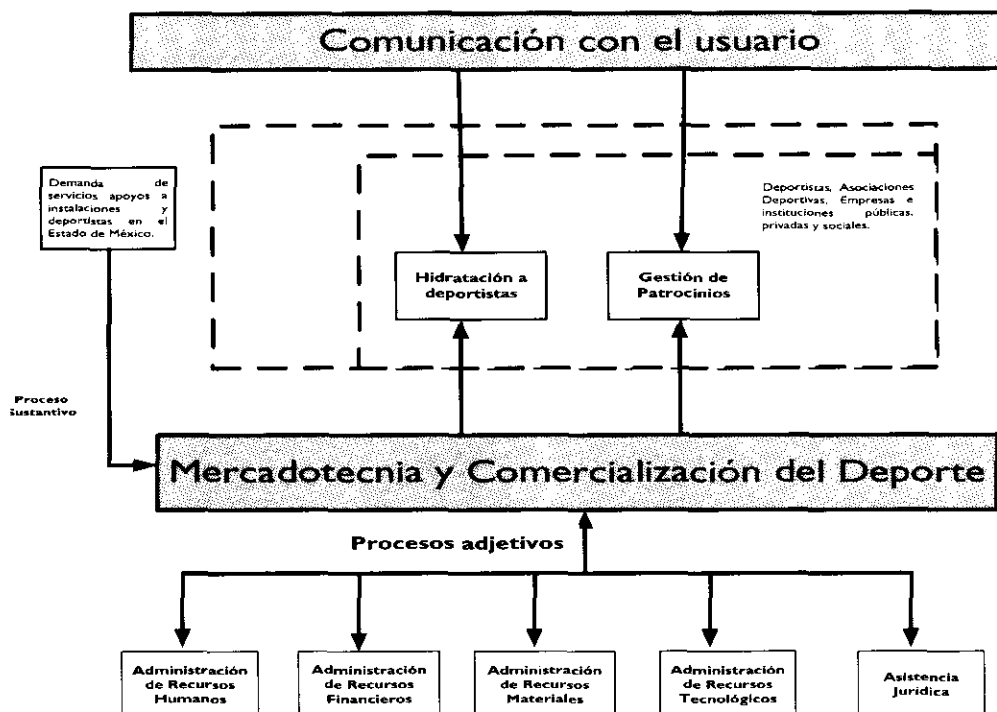 Comunicación con el usuario
Demanda de
servicios apoyos a
instalaciones y
deportistas en el
Estado de México.
Deportistas, Asociaciones
Deportivas, Empresas e
instituciones públicas,
privadas y sociales.
Hidratación a
deportistas
Gestión de
Patrocinios
Proceso
sustantivo
Mercadotecnia y Comercialización del Deporte
Procesos adjetivos
Administración
de Recursos
Humanos
Administración
de Recursos
Financieros
Administración
de Recursos
Materiales
Administración
de Recursos
Tecnológicos
Asistencia
Jurídica